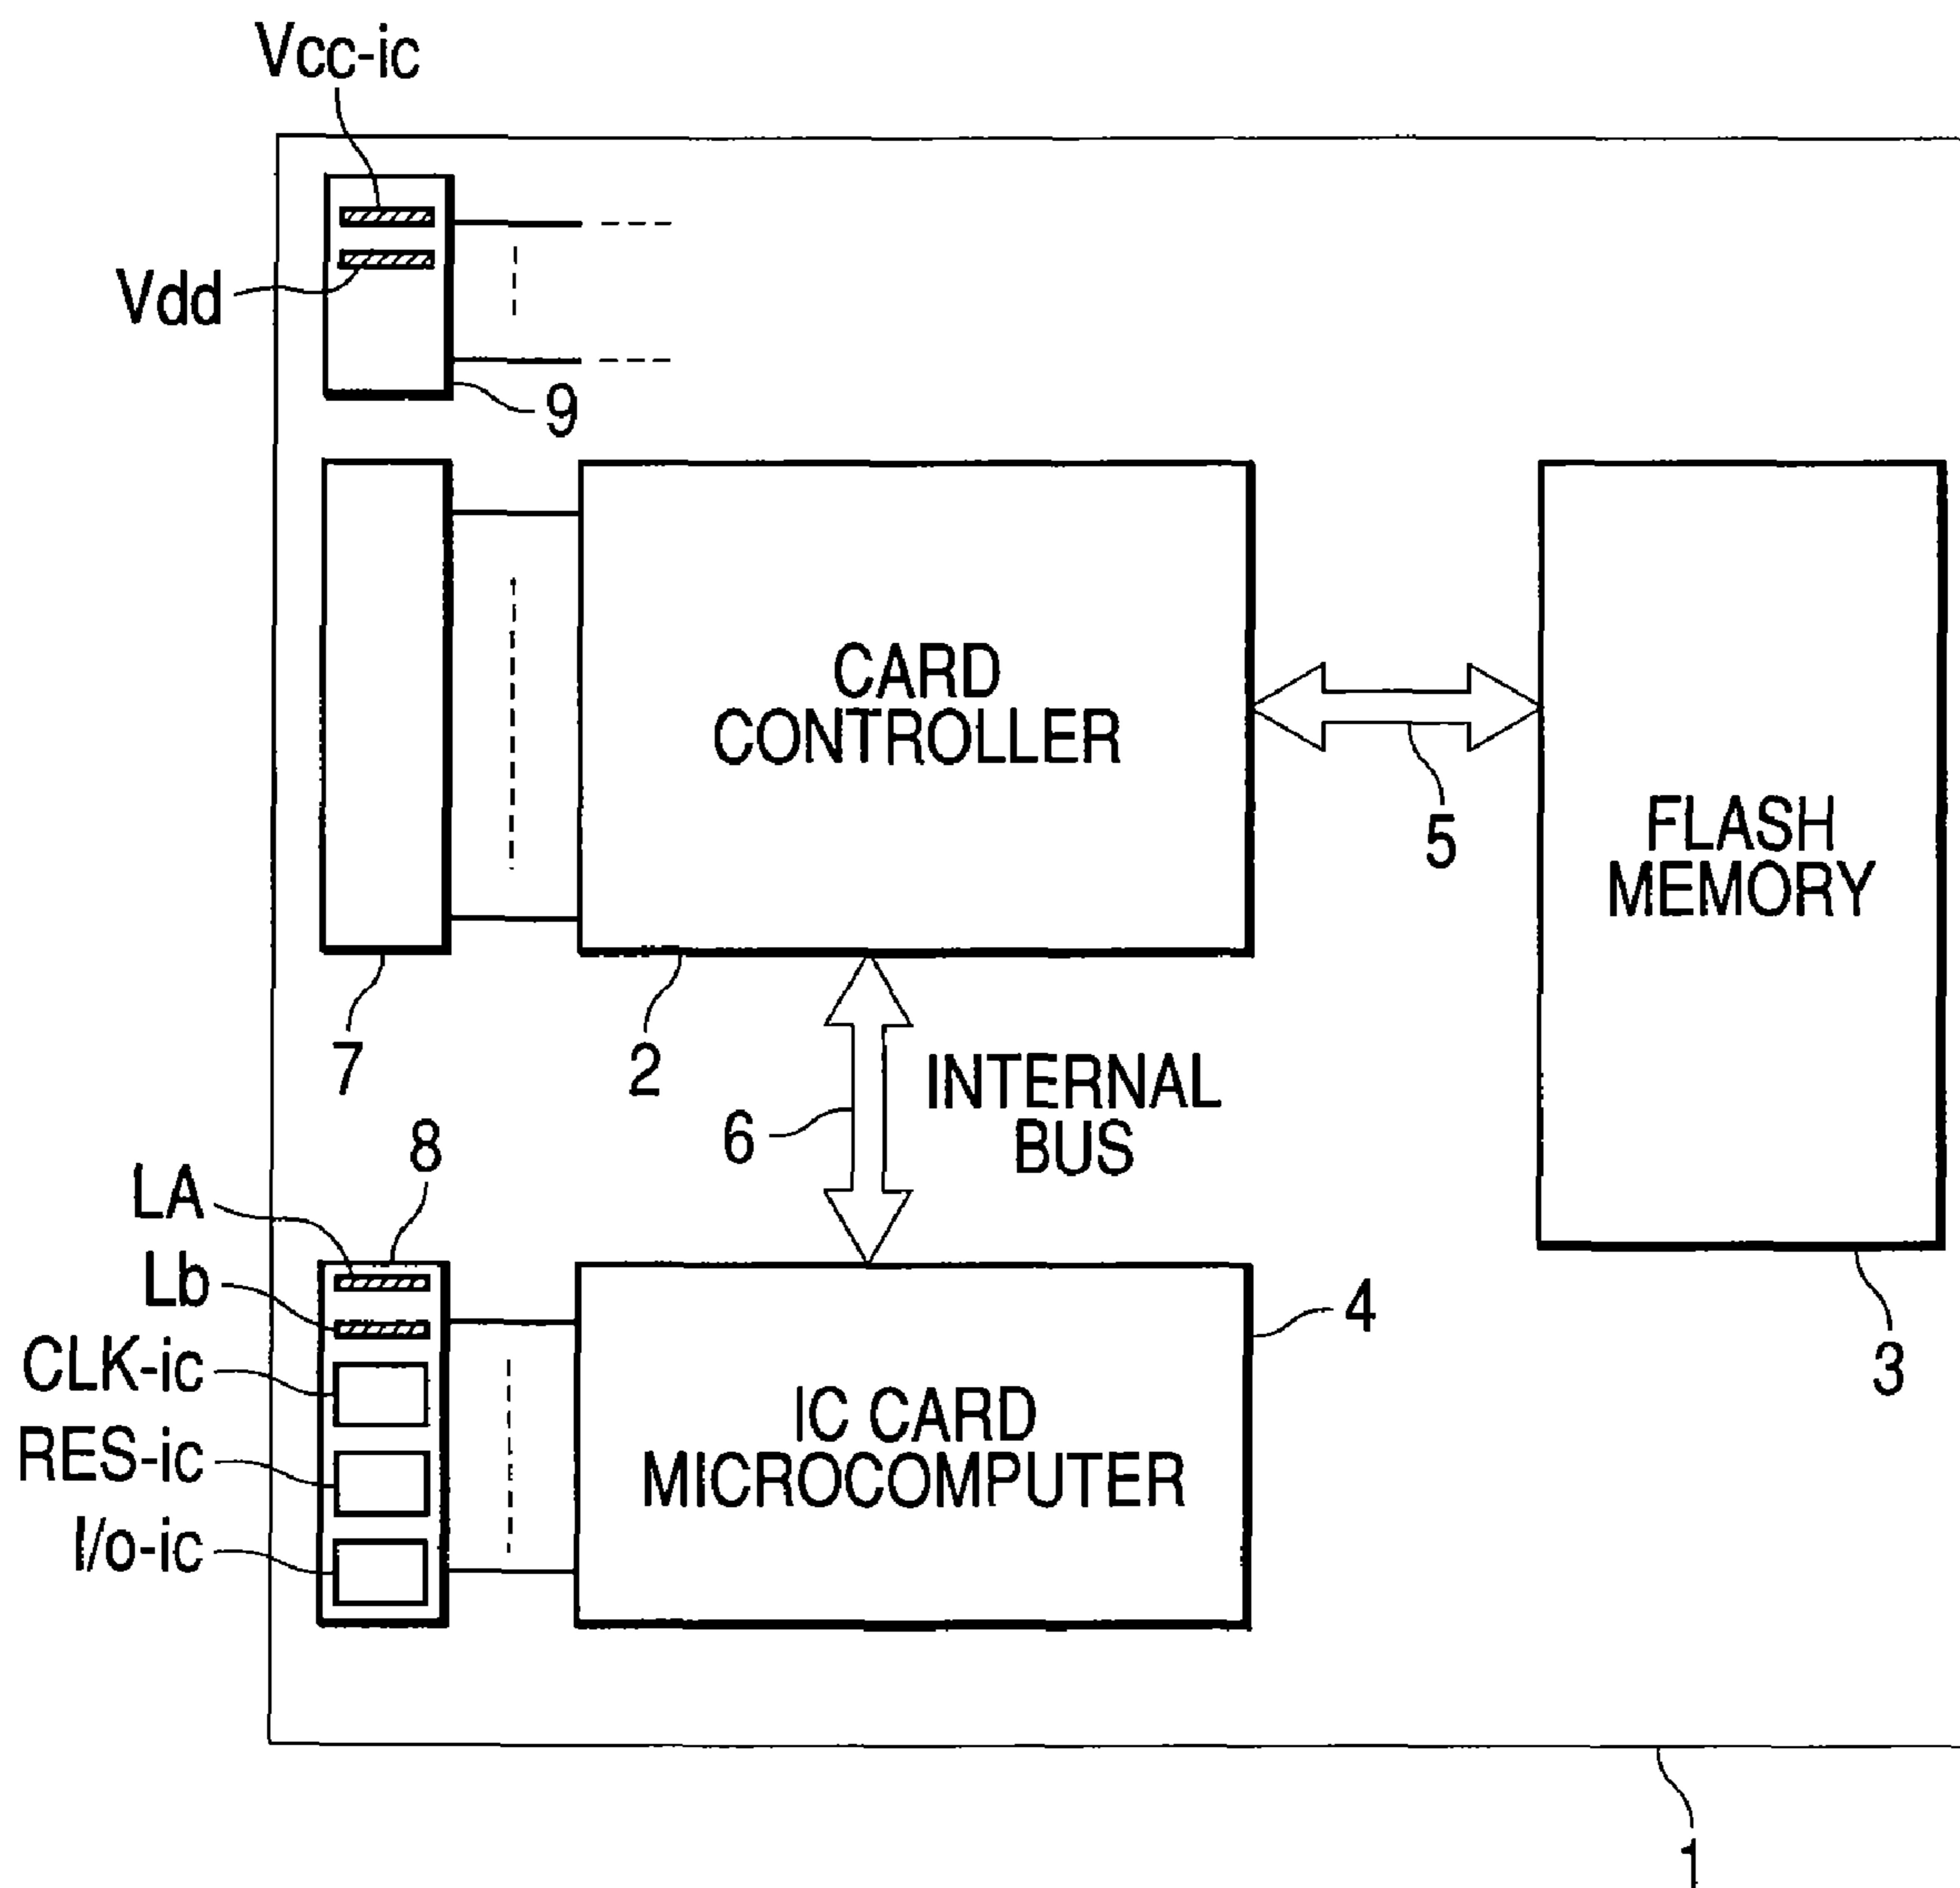 Vcc-ic
Vdd
9
CARD
CONTROLLER
5
FLASH
MEMORY
7
2
6
INTERNAL
BUS
8
LA
Lb
CLK-ic
RES-ic
I/o-ic
IC CARD
MICROCOMPUTER
4
3
1